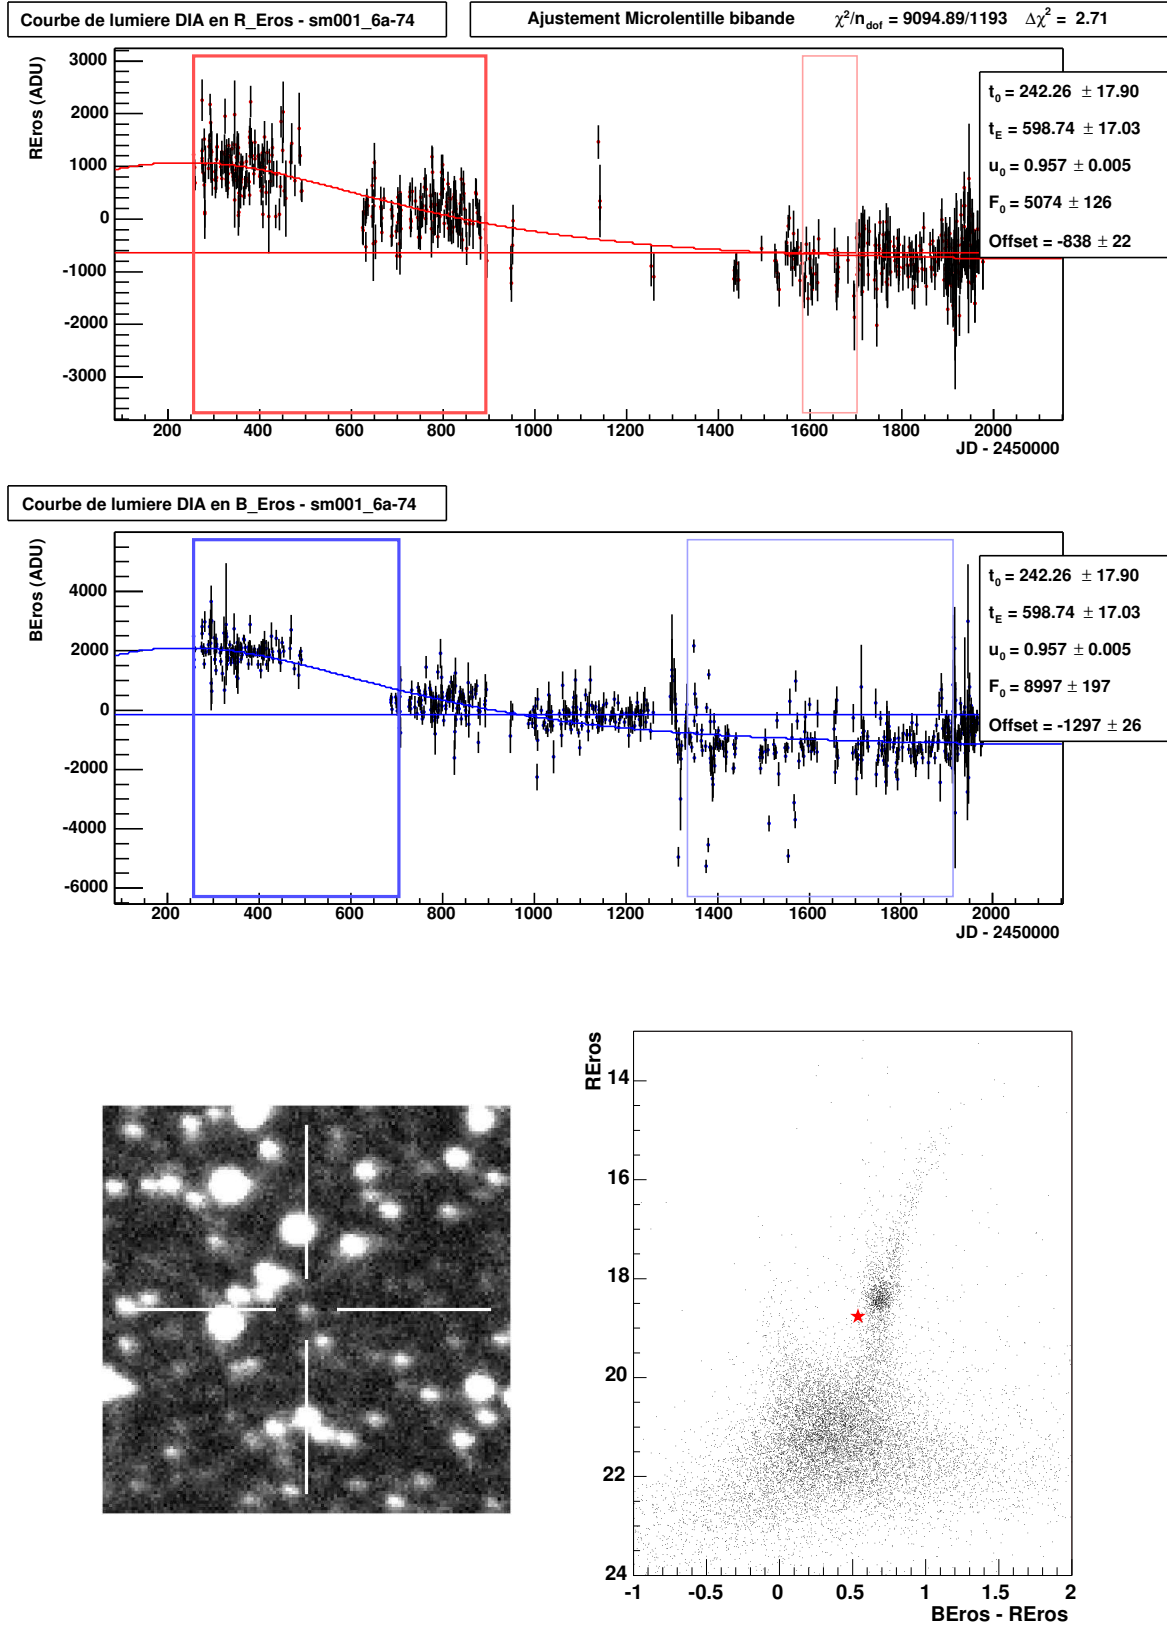 Courbe de lumiere DIA en R_Eros - sm001_6a-74
Ajustement Microlentille bibande χ²/n_dof = 9094.89/1193 Δχ² = 2.71
REros (ADU)
3000
2000
1000
0
-1000
-2000
-3000
t₀ = 242.26 ± 17.90
t_E = 598.74 ± 17.03
u₀ = 0.957 ± 0.005
F₀ = 5074 ± 126
Offset = -838 ± 22
200 400 600 800 1000 1200 1400 1600 1800 2000
JD - 2450000
Courbe de lumiere DIA en B_Eros - sm001_6a-74
BEros (ADU)
4000
2000
0
-2000
-4000
-6000
t₀ = 242.26 ± 17.90
t_E = 598.74 ± 17.03
u₀ = 0.957 ± 0.005
F₀ = 8997 ± 197
Offset = -1297 ± 26
200 400 600 800 1000 1200 1400 1600 1800 2000
JD - 2450000
REros
14
16
18
20
22
24
-1 -0.5 0 0.5 1 1.5 2
BEros - REros